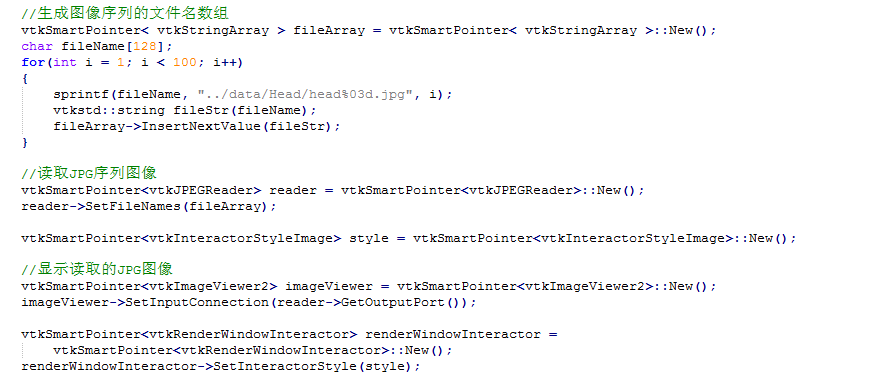 //生成图像序列的文件名数组
vtkSmartPointer< vtkStringArray > fileArray = vtkSmartPointer< vtkStringArray >::New();
char fileName[128];
for(int i = 1; i < 100; i++)
{
    sprintf(fileName, "../data/Head/head%03d.jpg", i);
    vtkstd::string fileStr(fileName);
    fileArray->InsertNextValue(fileStr);
}
//读取JPG序列图像
vtkSmartPointer<vtkJPEGReader> reader = vtkSmartPointer<vtkJPEGReader>::New();
reader->SetFileNames(fileArray);
vtkSmartPointer<vtkInteractorStyleImage> style = vtkSmartPointer<vtkInteractorStyleImage>::New();
//显示读取的JPG图像
vtkSmartPointer<vtkImageViewer2> imageViewer = vtkSmartPointer<vtkImageViewer2>::New();
imageViewer->SetInputConnection(reader->GetOutputPort());
vtkSmartPointer<vtkRenderWindowInteractor> renderWindowInteractor =
    vtkSmartPointer<vtkRenderWindowInteractor>::New();
renderWindowInteractor->SetInteractorStyle(style);